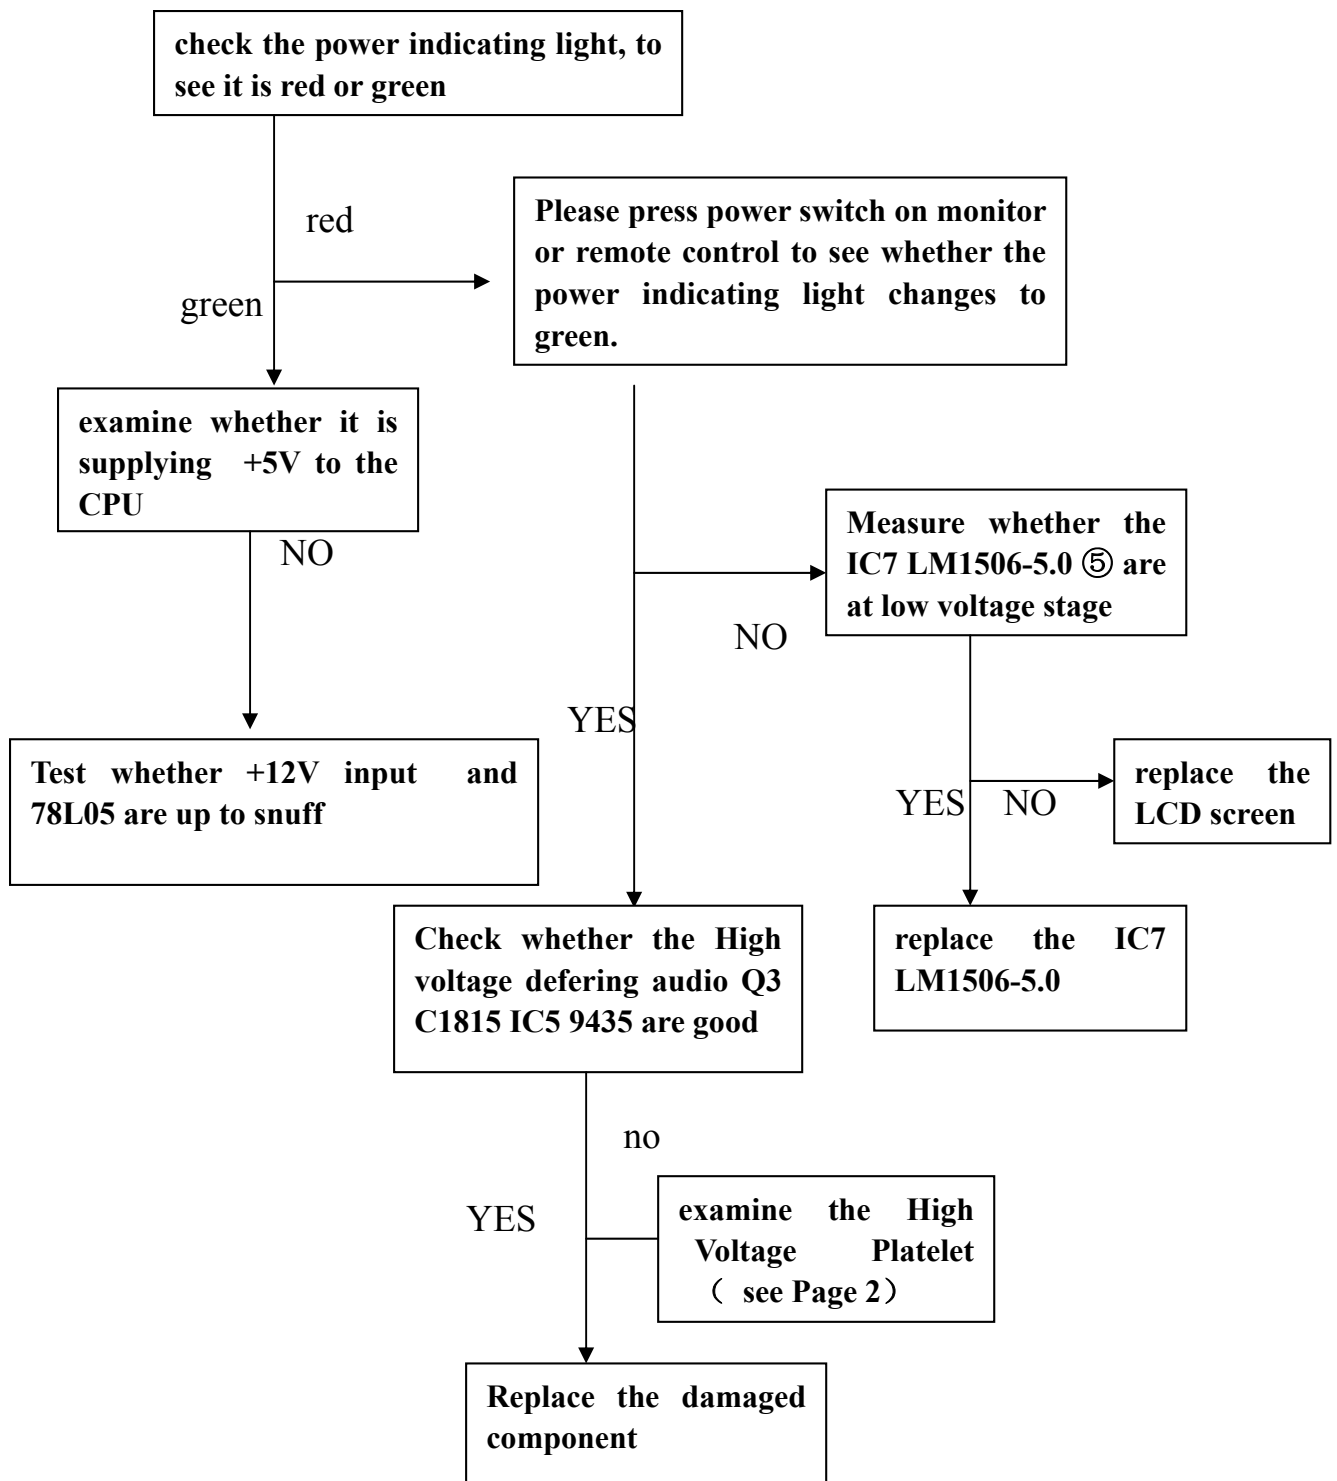 check the power indicating light, to
see it is red or green
red
green
Please press power switch on monitor
or remote control to see whether the
power indicating light changes to
green.
examine whether it is
supplying +5V to the
CPU
NO
Measure whether the
IC7 LM1506-5.0 ⑤ are
at low voltage stage
NO
YES
Test whether +12V input and
78L05 are up to snuff
YES
NO
replace the
LCD screen
Check whether the High
voltage defering audio Q3
C1815 IC5 9435 are good
replace the IC7
LM1506-5.0
no
YES
examine the High
Voltage Platelet
（ see Page 2）
Replace the damaged
component